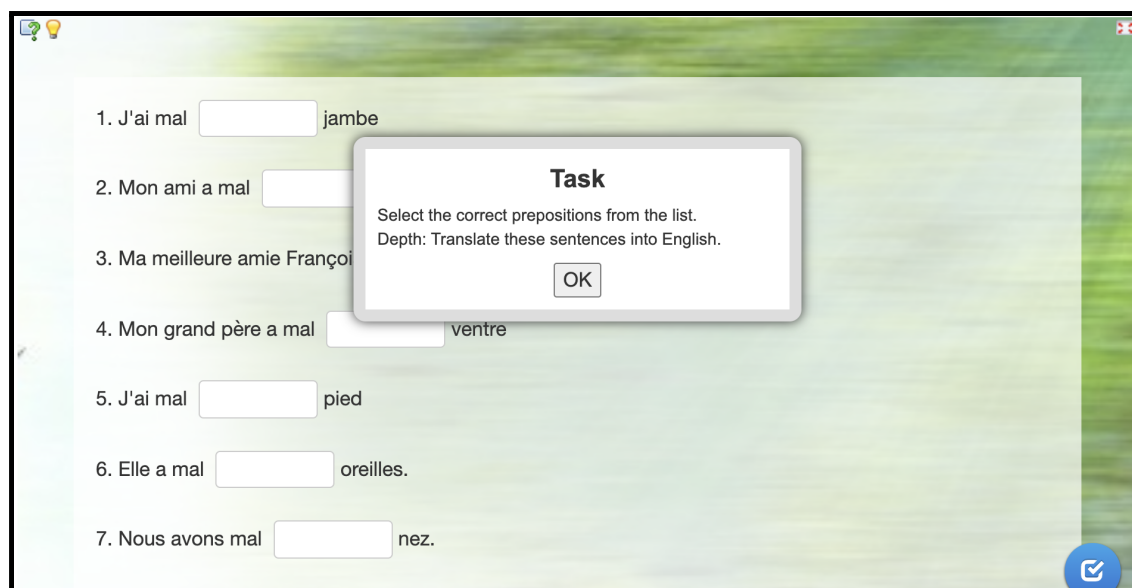 1. J'ai mal jambe
2. Mon ami a mal
3. Ma meilleure amie
4. Mon grand père a mal ventre
5. J'ai mal pied
6. Elle a mal oreilles.
7. Nous avons mal nez.
Task
Select the correct prepositions from the list.
Depth: Translate these sentences into English.
OK